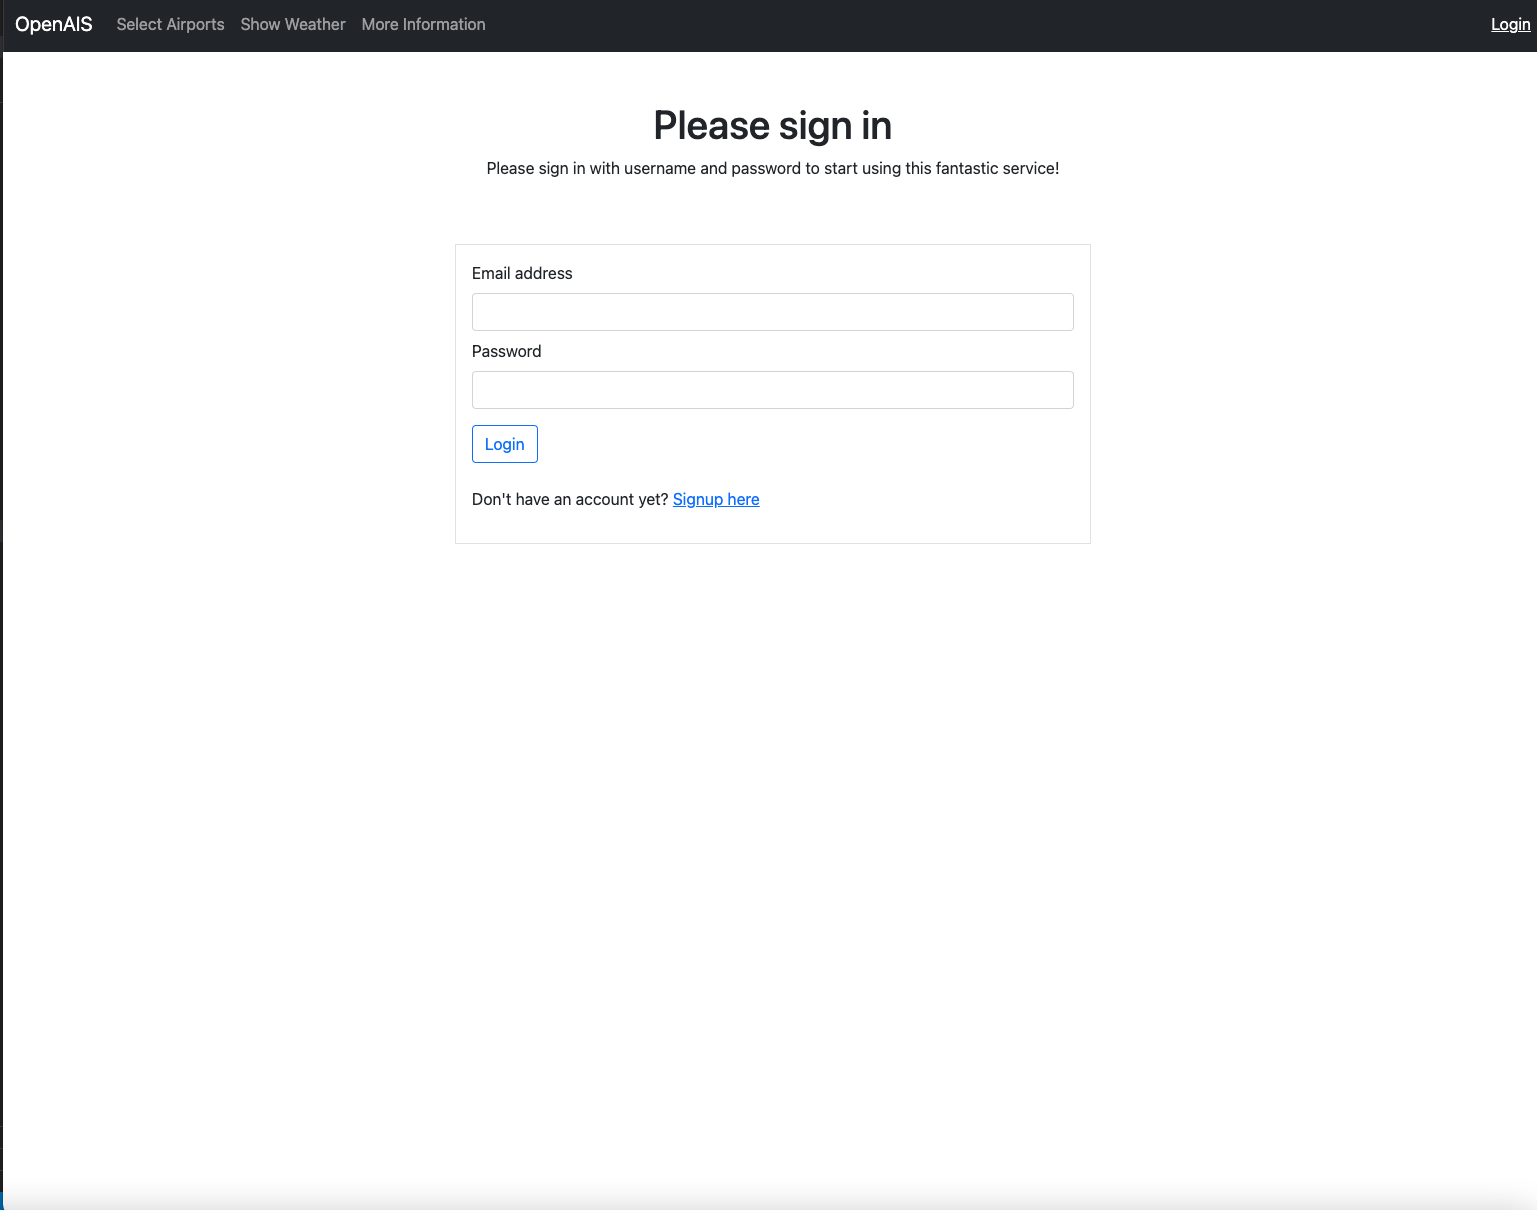 OpenAIS Select Airports Show Weather More Information Login
Please sign in
Please sign in with username and password to start using this fantastic service!
Email address
Password
Login
Don't have an account yet? Signup here